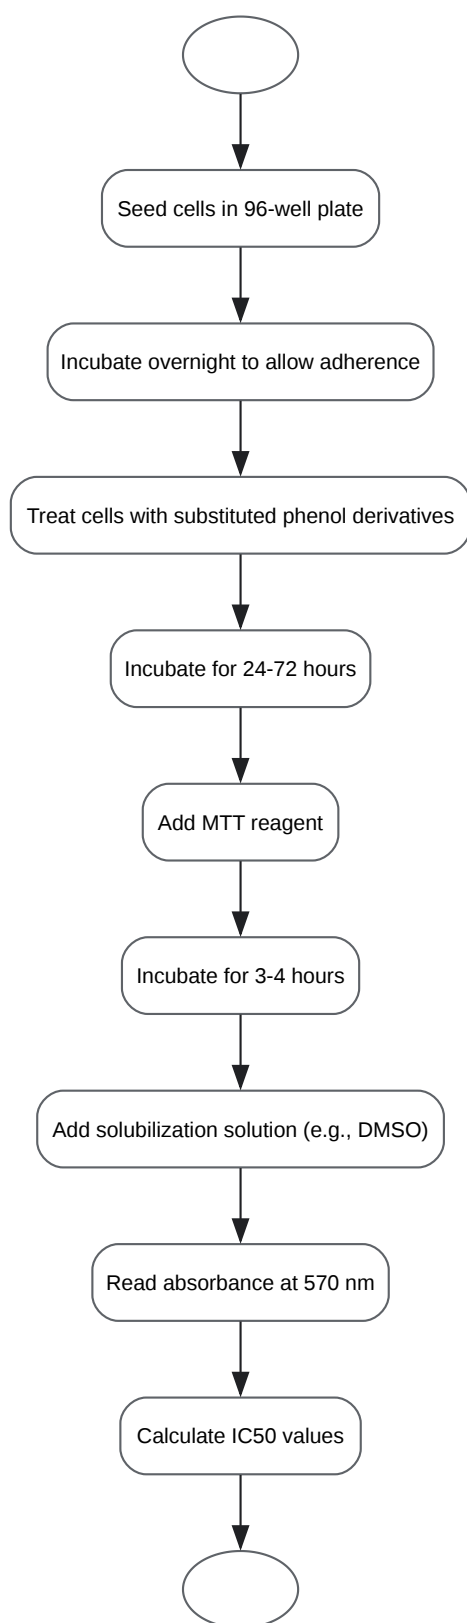 Seed cells in 96-well plate
Incubate overnight to allow adherence
Treat cells with substituted phenol derivatives
Incubate for 24-72 hours
Add MTT reagent
Incubate for 3-4 hours
Add solubilization solution (e.g., DMSO)
Read absorbance at 570 nm
Calculate IC50 values